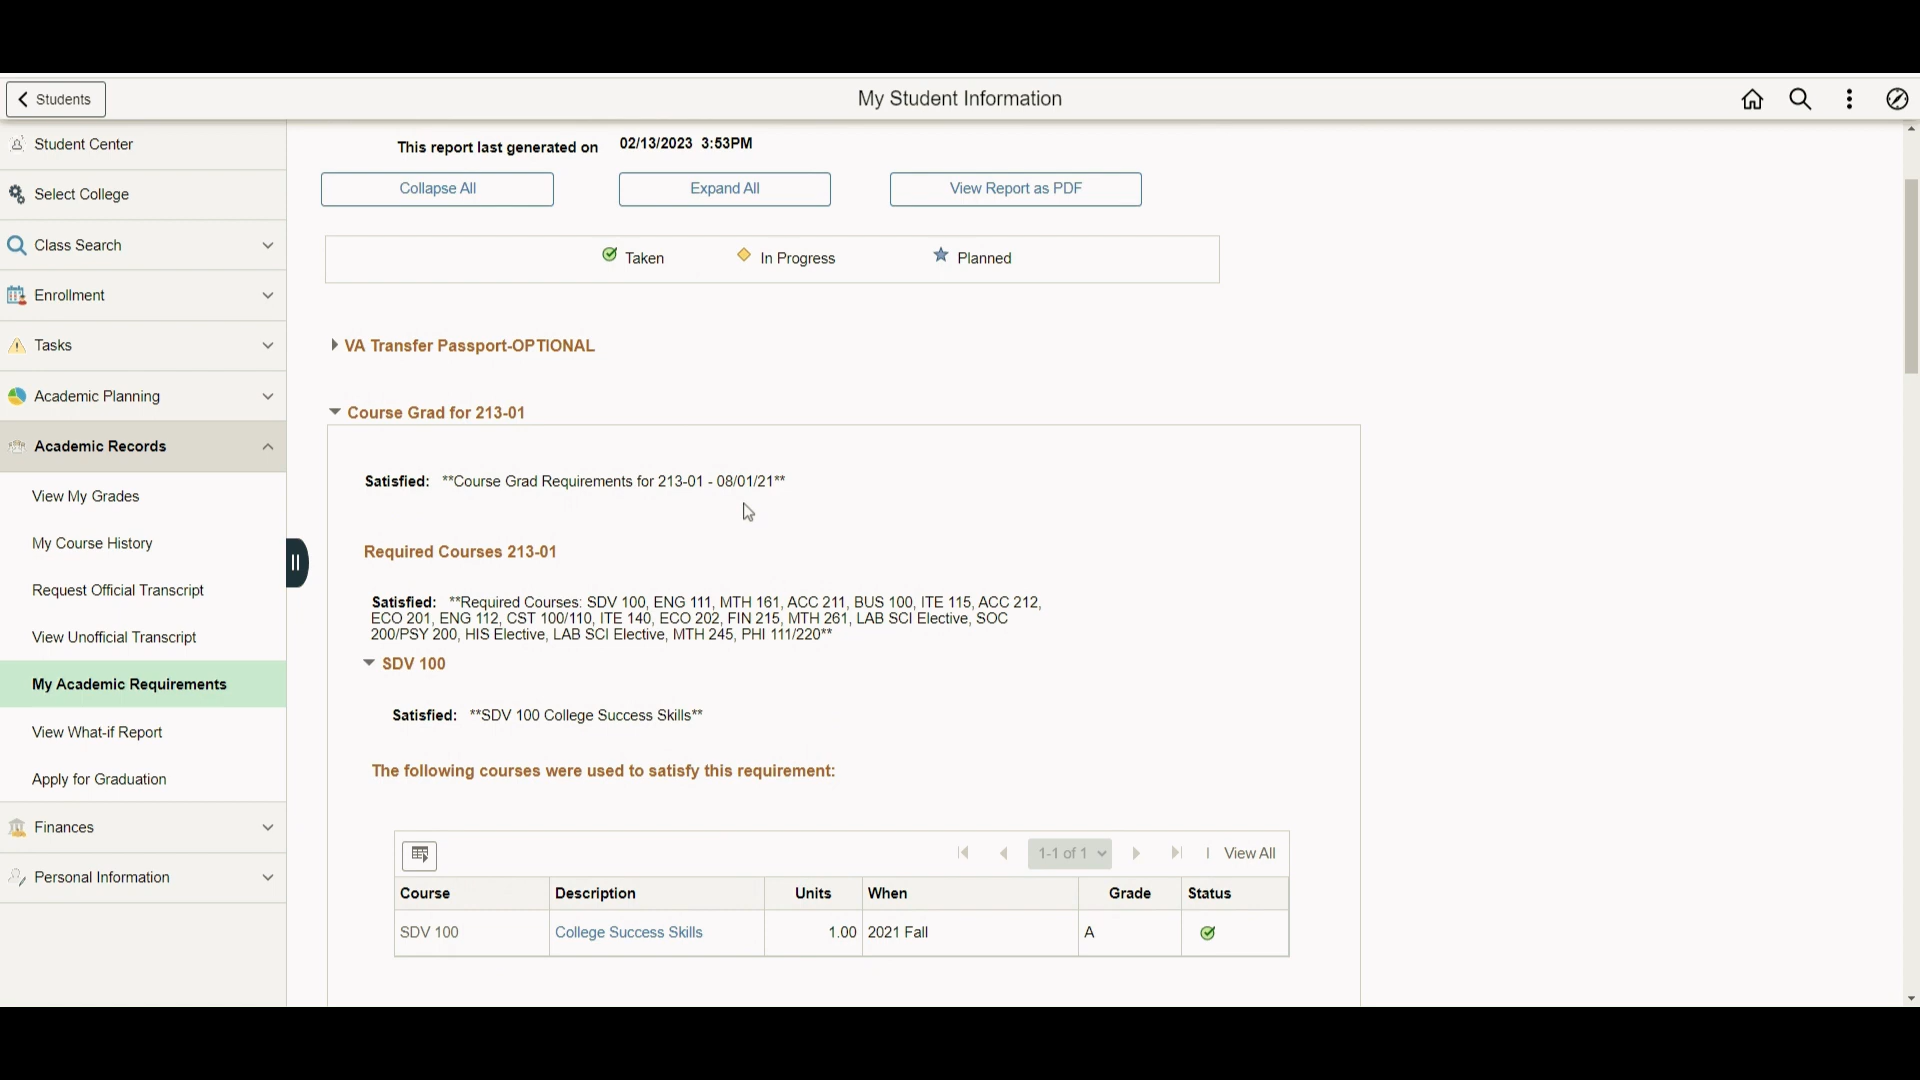 Students
My Student Information
Student Center
Select College
Class Search
Enrollment
Tasks
Academic Planning
Academic Records
View My Grades
My Course History
Request Official Transcript
View Unofficial Transcript
My Academic Requirements
View What-if Report
Apply for Graduation
Finances
Personal Information
This report last generated on 02/13/2023 3:53PM
Collapse All Expand All View Report as PDF
Taken In Progress Planned
VA Transfer Passport-OPTIONAL
Course Grad for 213-01
Satisfied: **Course Grad Requirements for 213-01 - 08/01/21**
Required Courses 213-01
Satisfied: **Required Courses: SDV 100, ENG 111, MTH 161, ACC 211, BUS 100, ITE 115, ACC 212,
ECO 201, ENG 112, CST 100/110, ITE 140, ECO 202, FIN 215, MTH 261, LAB SCI Elective, SOC
200/PSY 200, HIS Elective, LAB SCI Elective, MTH 245, PHI 111/220**
SDV 100
Satisfied: **SDV 100 College Success Skills**
The following courses were used to satisfy this requirement:
1-1 of 1 | View All
Course Description Units When Grade Status
SDV 100 College Success Skills 1.00 2021 Fall A